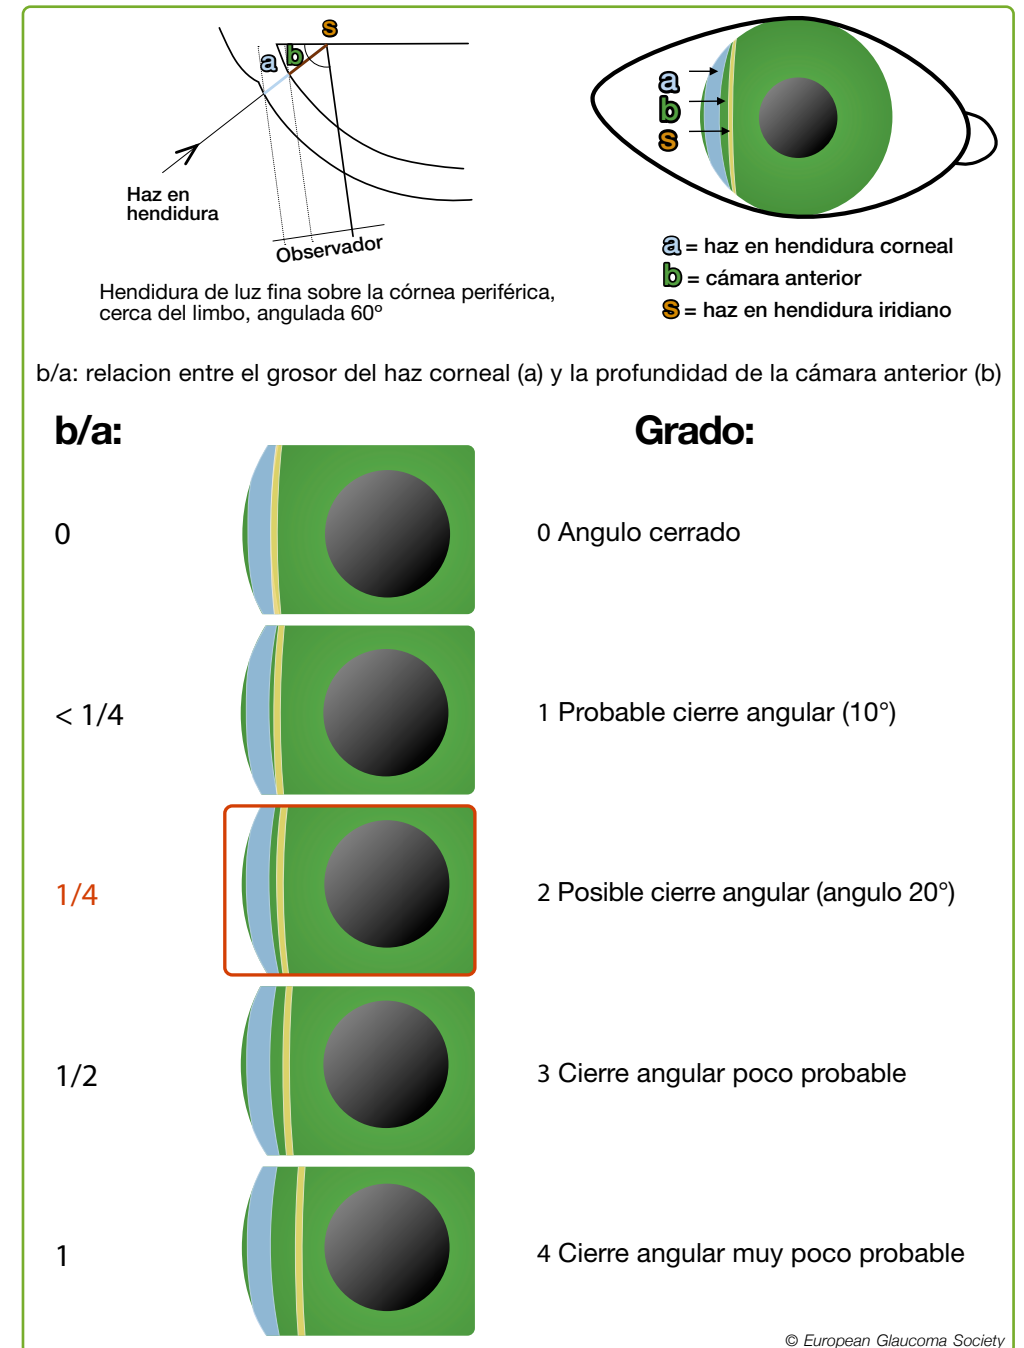 s
a b
Haz en
hendidura
Observador
Hendidura de luz fina sobre la córnea periférica,
cerca del limbo, angulada 60º
a
b
s
a = haz en hendidura corneal
b = cámara anterior
s = haz en hendidura iridiano
b/a: relacion entre el grosor del haz corneal (a) y la profundidad de la cámara anterior (b)
b/a: Grado:
0 0 Angulo cerrado
< 1/4 1 Probable cierre angular (10°)
1/4 2 Posible cierre angular (angulo 20°)
1/2 3 Cierre angular poco probable
1 4 Cierre angular muy poco probable
© European Glaucoma Society